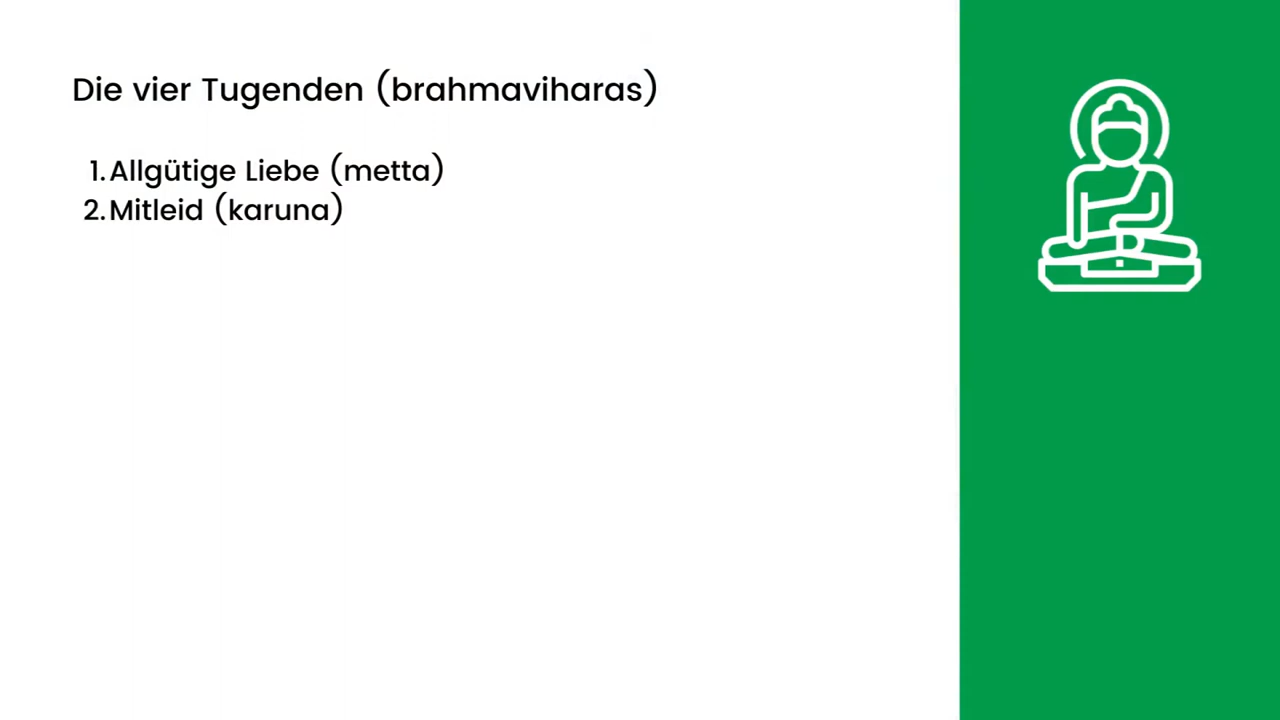 Die vier Tugenden (brahmaviharas)
1. Allgütige Liebe (metta)
2. Mitleid (karuna)